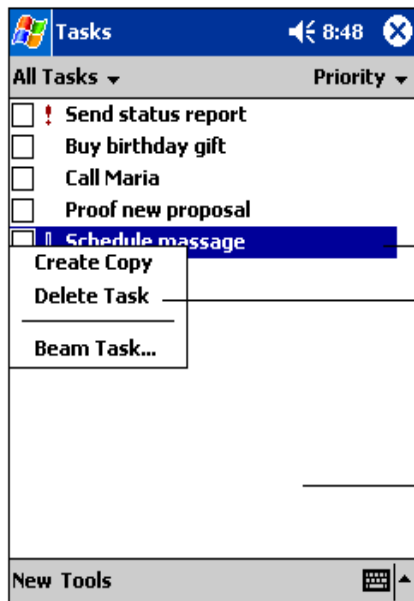 Tasks 8:48
All Tasks Priority
! Send status report
Buy birthday gift
Call Maria
Proof new proposal
Schedule massage
Create Copy
Delete Task
Beam Task...
New Tools